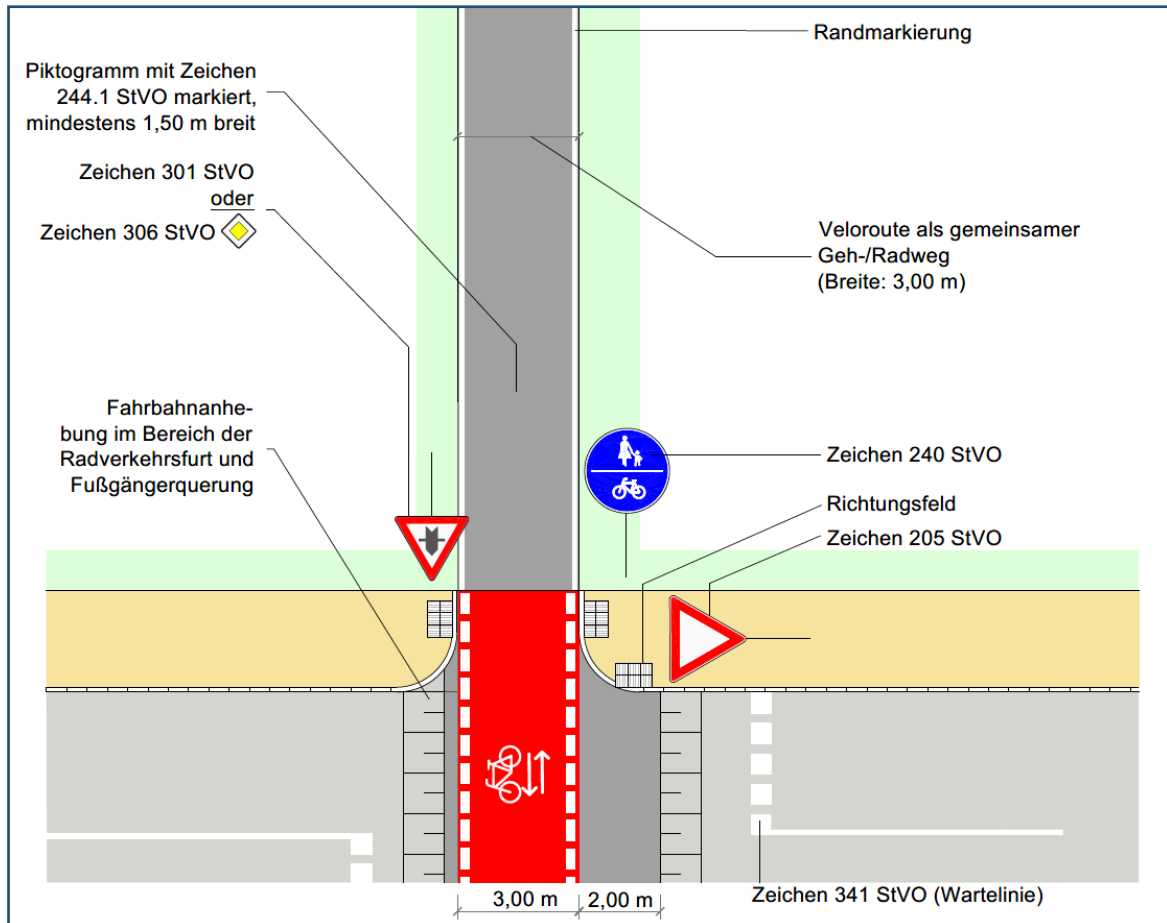 Randmarkierung
Piktogramm mit Zeichen
244.1 StVO markiert,
mindestens 1,50 m breit
Zeichen 301 StVO
oder
Zeichen 306 StVO
Veloroute als gemeinsamer
Geh-/Radweg
(Breite: 3,00 m)
Fahrbahnanhe-
bung im Bereich der
Radverkehrsfurt und
Fußgängerquerung
Zeichen 240 StVO
Richtungsfeld
Zeichen 205 StVO
3,00 m
2,00 m
Zeichen 341 StVO (Wartelinie)